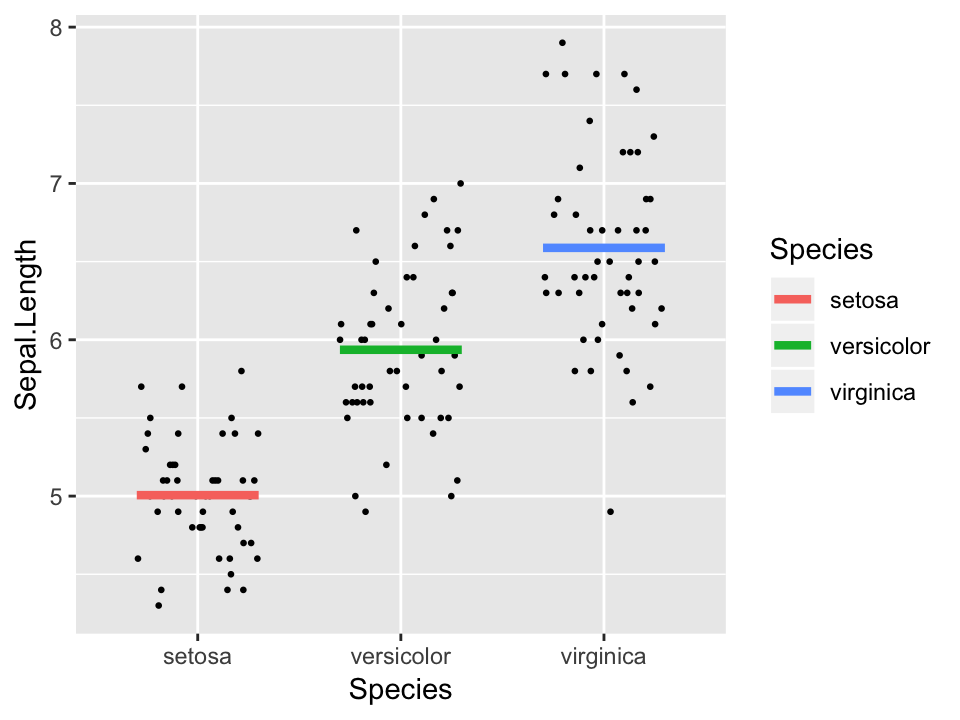 Sepal.Length
8
7
6
5
setosa
versicolor
virginica
Species
Species
setosa
versicolor
virginica